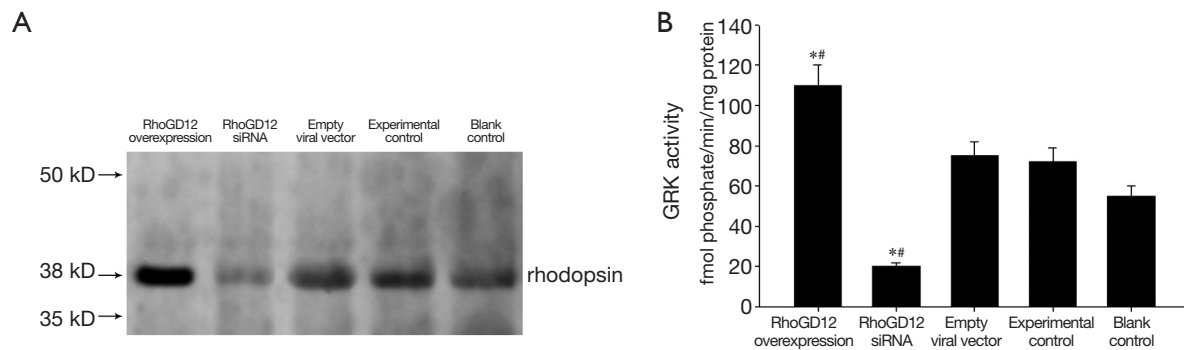 A
RhoGD12
overexpression
RhoGD12
siRNA
Empty
viral vector
Experimental
control
Blank
control
50 kD
38 kD
35 kD
rhodopsin
B
GRK activity
fmol phosphate/min/mg protein
140
120
100
80
60
40
20
0
*#
*#
RhoGD12
overexpression
RhoGD12
siRNA
Empty
viral vector
Experimental
control
Blank
control